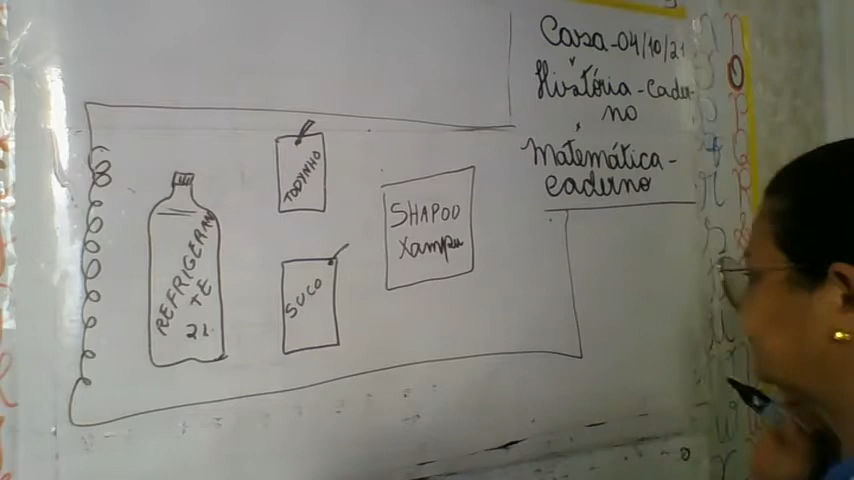 Casa-04/10/21
História-cader-
no
Matemática-
caderno
TODYNHO
REFRIGERAN
TE
2L
SUCO
SHAPOO
Xampu